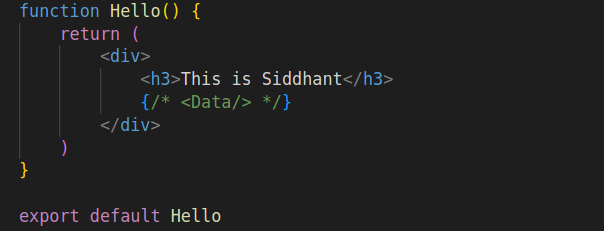 function Hello() {
    return (
        <div>
            <h3>This is Siddhant</h3>
            {/* <Data/> */}
        </div>
    )
}

export default Hello